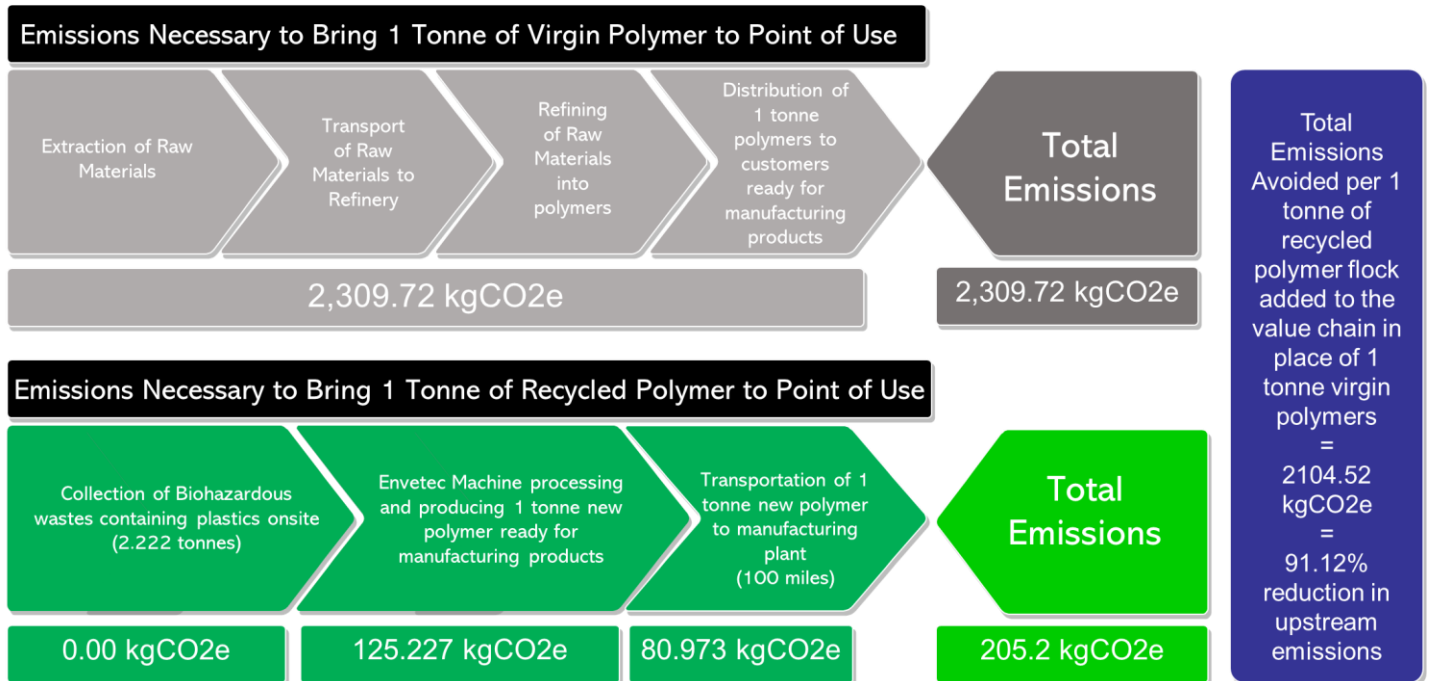 Emissions Necessary to Bring 1 Tonne of Virgin Polymer to Point of Use
Extraction of Raw
Materials
Transport
of Raw
Materials to
Refinery
Refining
of Raw
Materials
into
polymers
Distribution of
1 tonne
polymers to
customers
ready for
manufacturing
products
Total
Emissions
2,309.72 kgCO2e
2,309.72 kgCO2e
Emissions Necessary to Bring 1 Tonne of Recycled Polymer to Point of Use
Collection of Biohazardous
wastes containing plastics onsite
(2.222 tonnes)
Envetec Machine processing
and producing 1 tonne new
polymer ready for
manufacturing products
Transportation of 1
tonne new polymer
to manufacturing
plant
(100 miles)
Total
Emissions
0.00 kgCO2e
125.227 kgCO2e
80.973 kgCO2e
205.2 kgCO2e
Total
Emissions
Avoided per 1
tonne of
recycled
polymer flock
added to the
value chain in
place of 1
tonne virgin
polymers
=
2104.52
kgCO2e
=
91.12%
reduction in
upstream
emissions